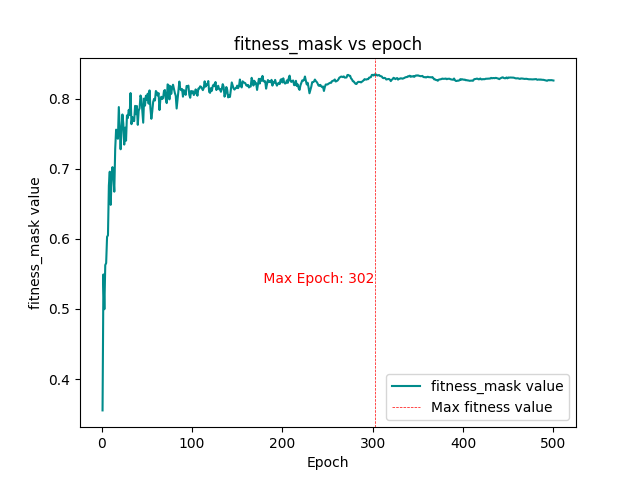 fitness_mask vs epoch
fitness_mask value
0.8
0.7
0.6
0.5
0.4
Max Epoch: 302
fitness_mask value
Max fitness value
0
100
200
300
400
500
Epoch